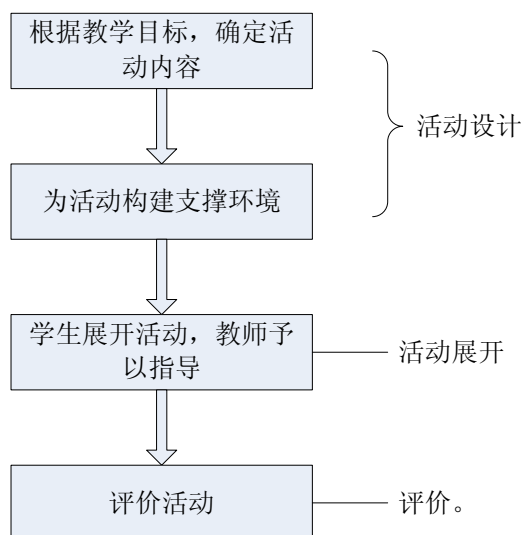 根据教学目标，确定活
动内容
活动设计
为活动构建支撑环境
学生展开活动，教师予
以指导
活动展开
评价活动
评价。